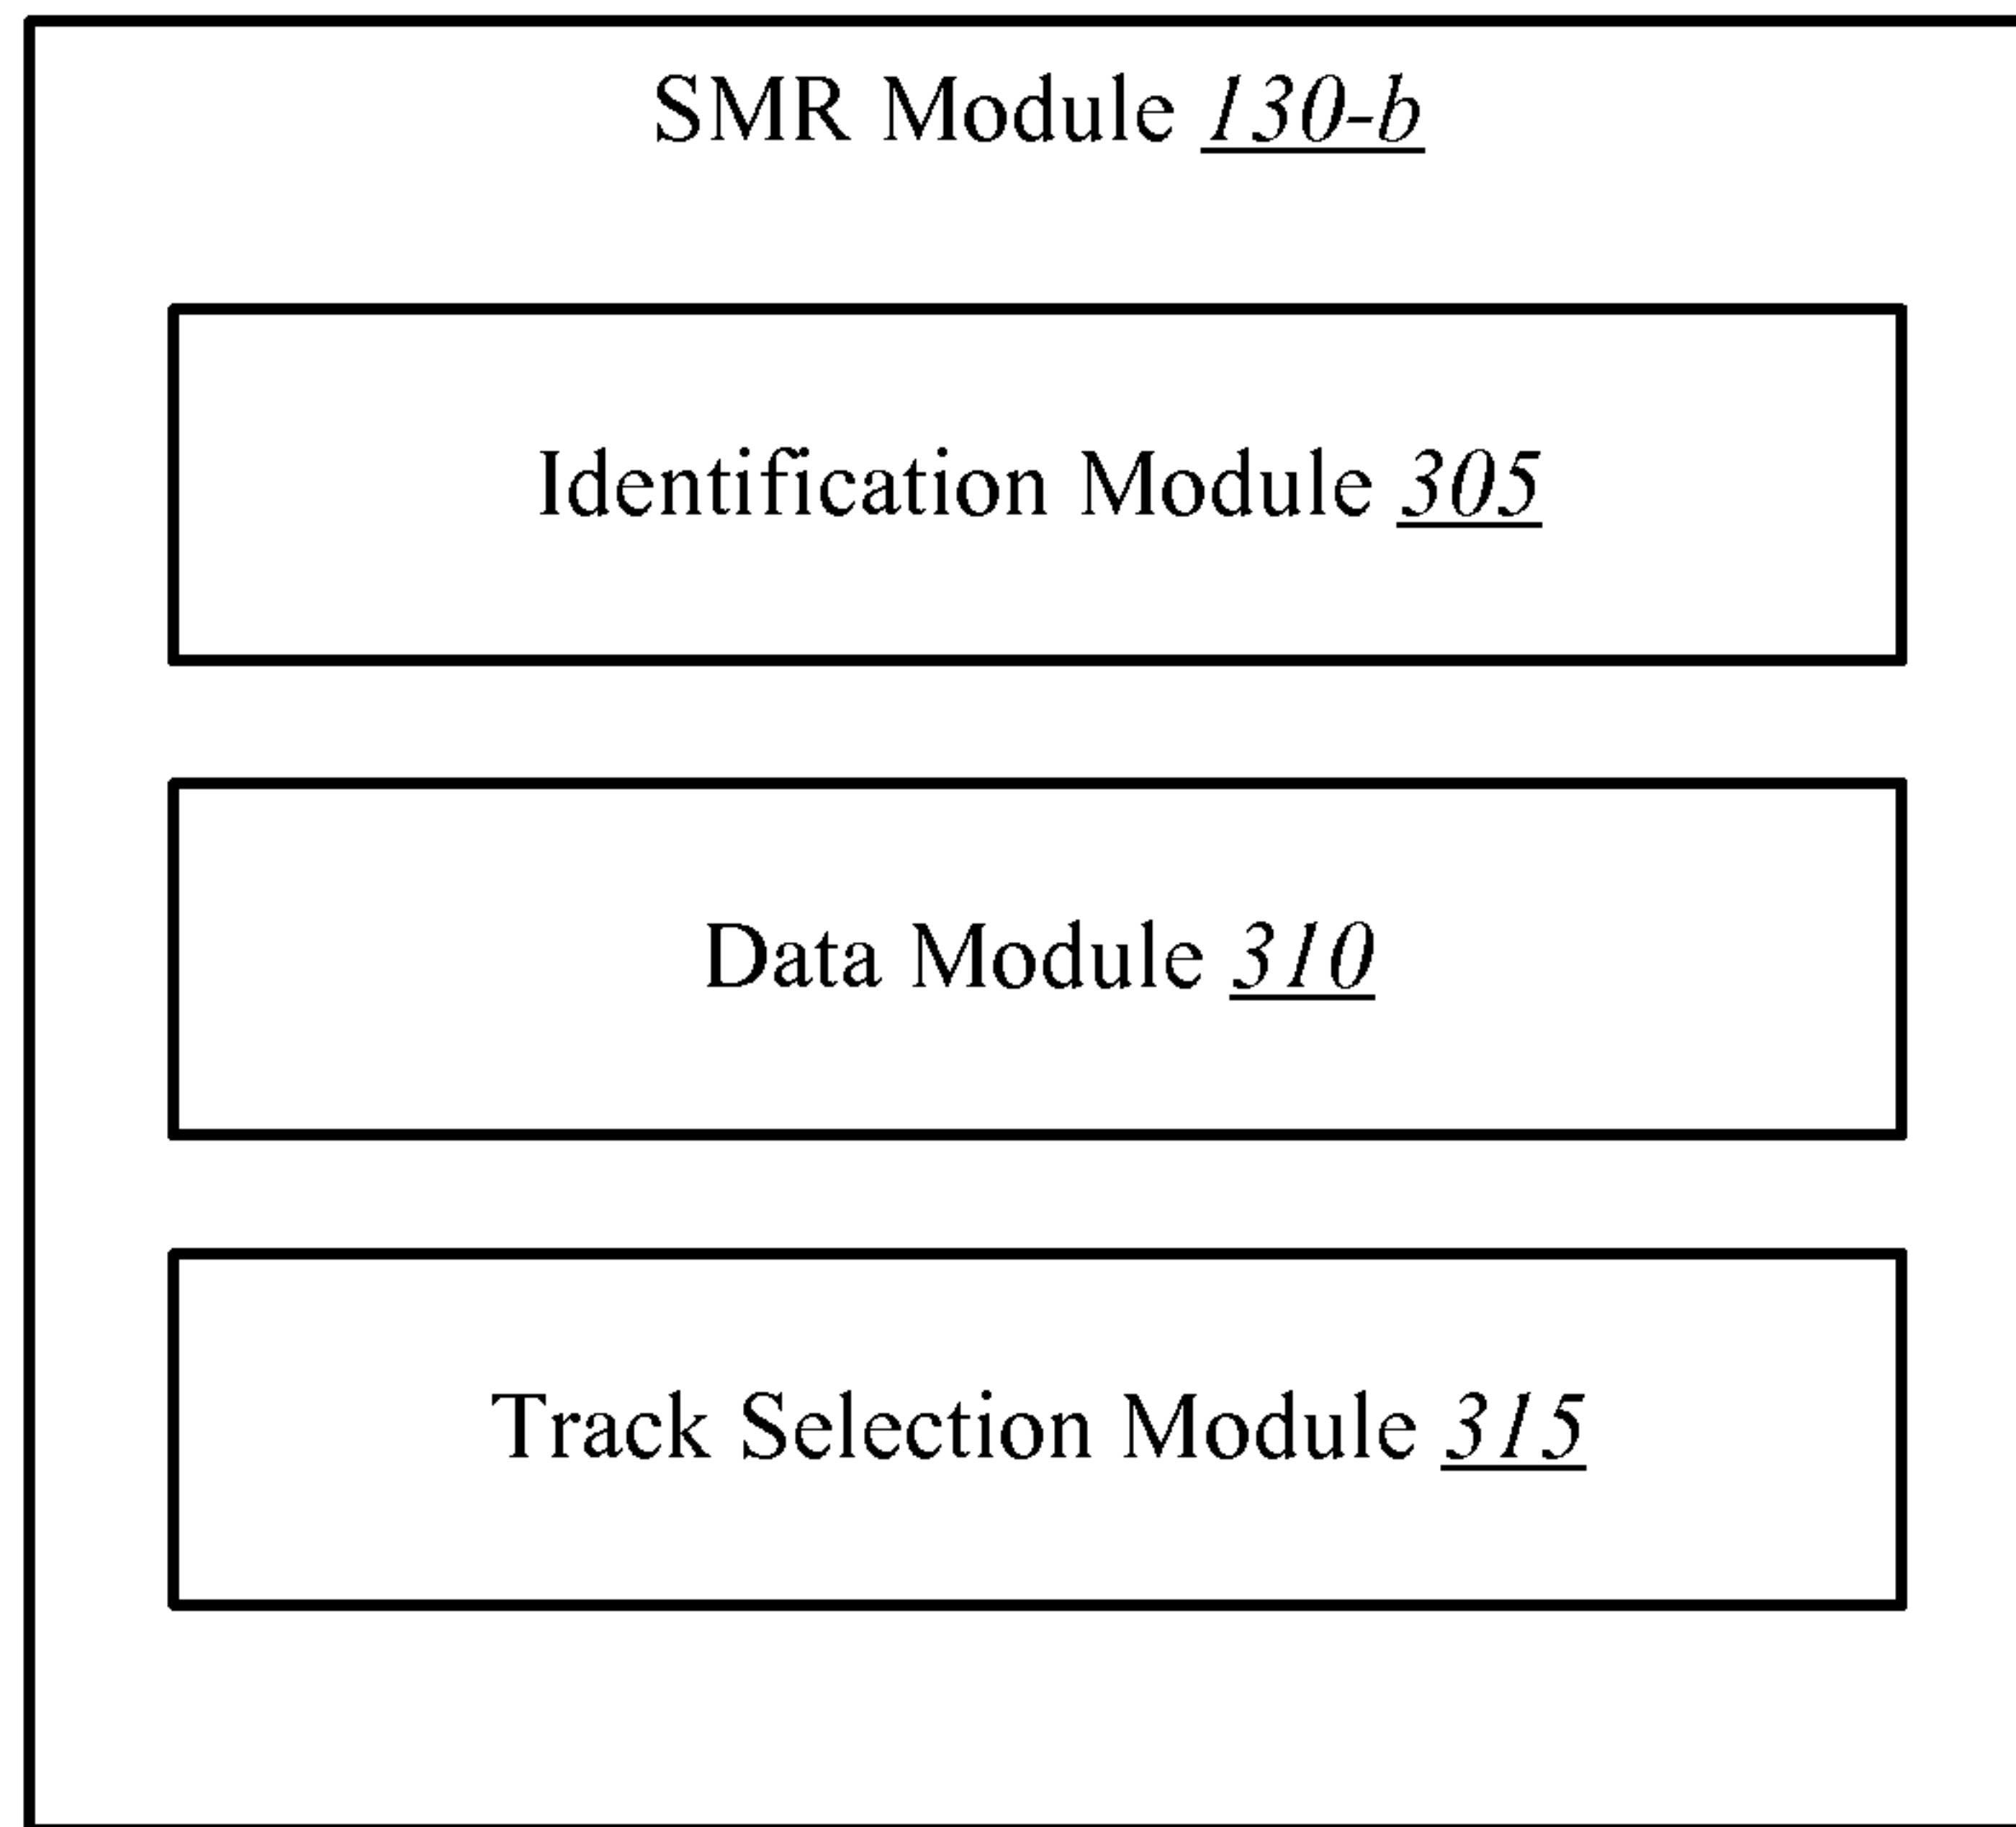 SMR Module 130-b
Identification Module 305
Data Module 310
Track Selection Module 315